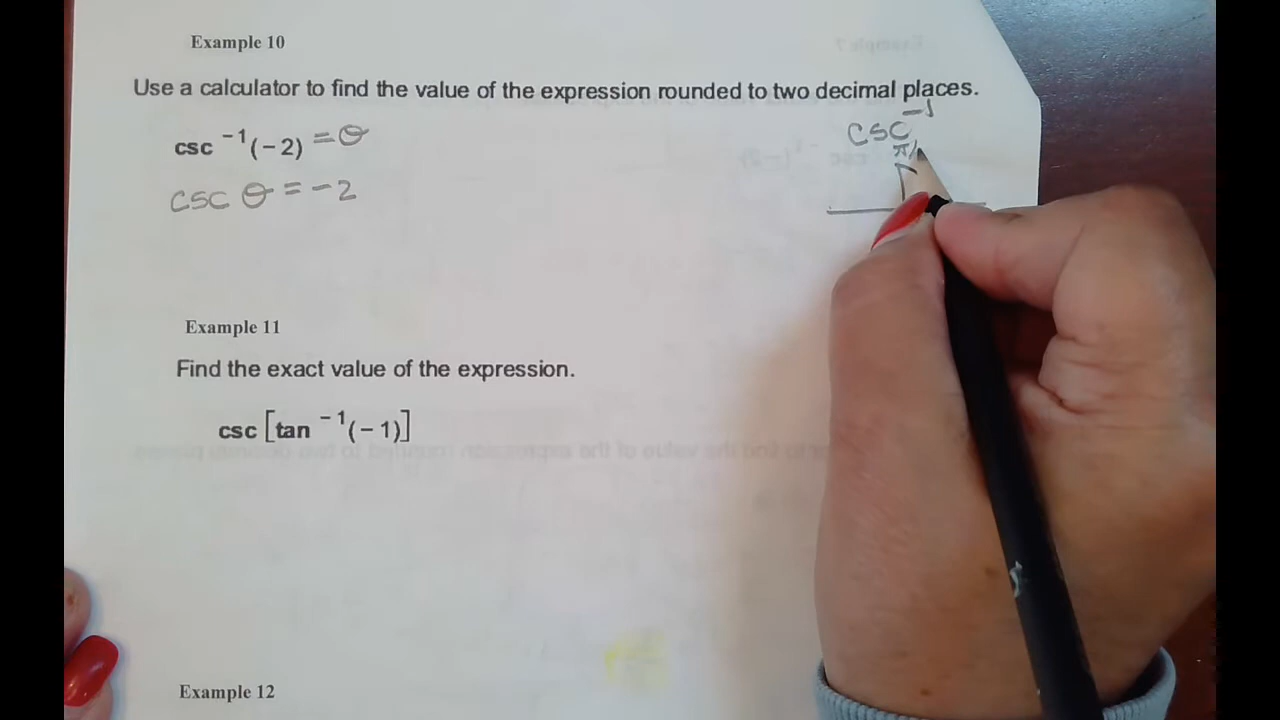 Example 10
Use a calculator to find the value of the expression rounded to two decimal places.
csc⁻¹(−2) = θ
csc⁻¹
csc θ = −2
Example 11
Find the exact value of the expression.
csc [tan⁻¹(−1)]
Example 12